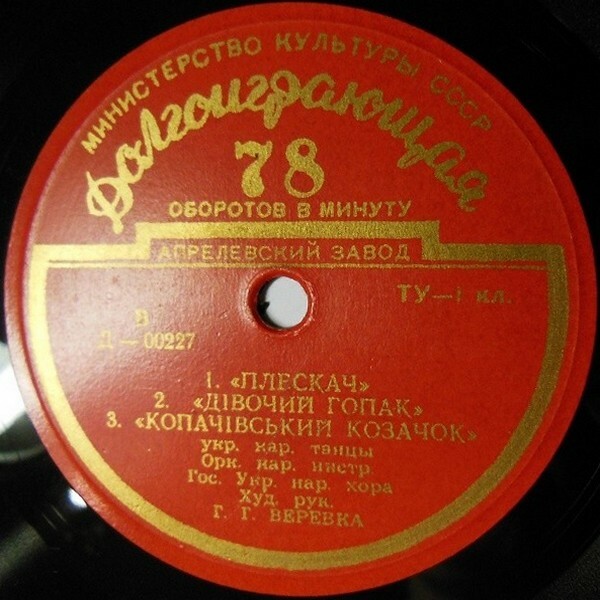 МИНИСТЕРСТВО КУЛЬТУРЫ СССР
Долгоиграющая
78
ОБОРОТОВ В МИНУТУ
АПРЕЛЕВСКИЙ ЗАВОД
ТУ—1 кл.
В
Д—00227
1. «ПЛЕСКАЧ»
2. «ДІВОЧИЙ ГОПАК»
3. «КОПАЧІВСЬКИЙ КОЗАЧОК»
укр. нар. танцы
Орк. нар. инстр.
Гос. Укр. нар. хора
Худ. рук.
Г. Г. ВЕРЕВКА